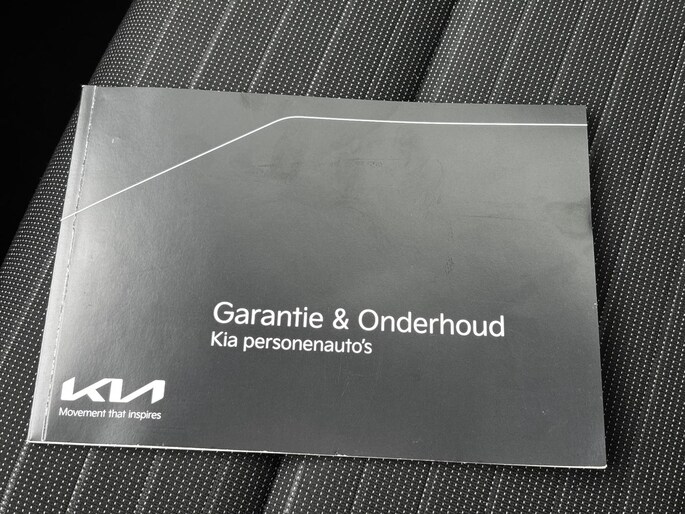 Garantie & Onderhoud
Kia personenauto's
KIA
Movement that inspires